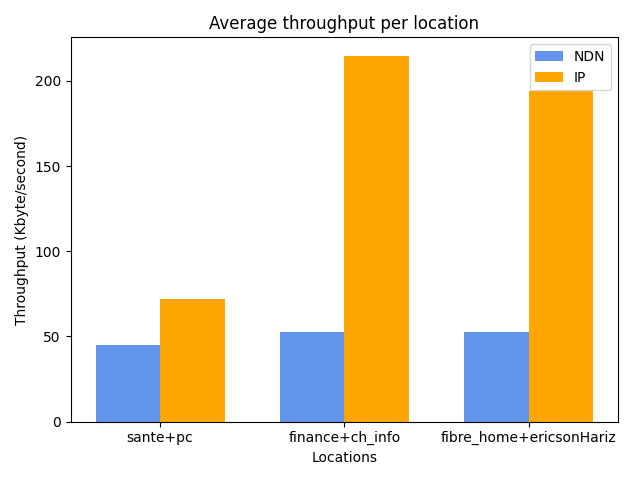 Average throughput per location
NDN
IP
Throughput (Kbyte/second)
200
150
100
50
0
sante+pc
finance+ch_info
fibre_home+ericsonHariz
Locations